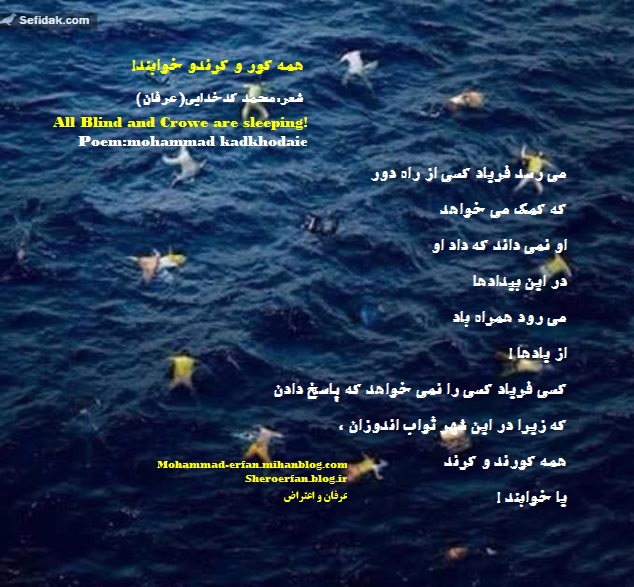 Sefidak.com
همه کور و کرندو خوابند!
شعر:محمد کدخدایی(عرفان)
All Blind and Crowe are sleeping!
Poem:mohammad kadkhodaie
می رسد فریاد کسی از راه دور
که کمک می خواهد
او نمی داند که داد او
در این بیدادها
می رود همراه باد
از یادها !
کسی فریاد کسی را نمی خواهد که پاسخ دادن
که زیرا در این شهر ثواب اندوزان ،
همه کورند و کرند
یا خوابند !
Mohammad-erfan.mihanblog.com
Sheroerfan.blog.ir
عرفان و اعتراض